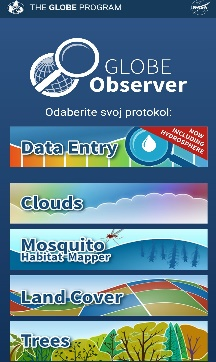 THE GLOBE PROGRAM
GLOBE
Observer
Odaberite svoj protokol:
Data Entry
NOW
INCLUDING
HYDROSPHERE
Clouds
Mosquito
Habitat Mapper
Land Cover
Trees